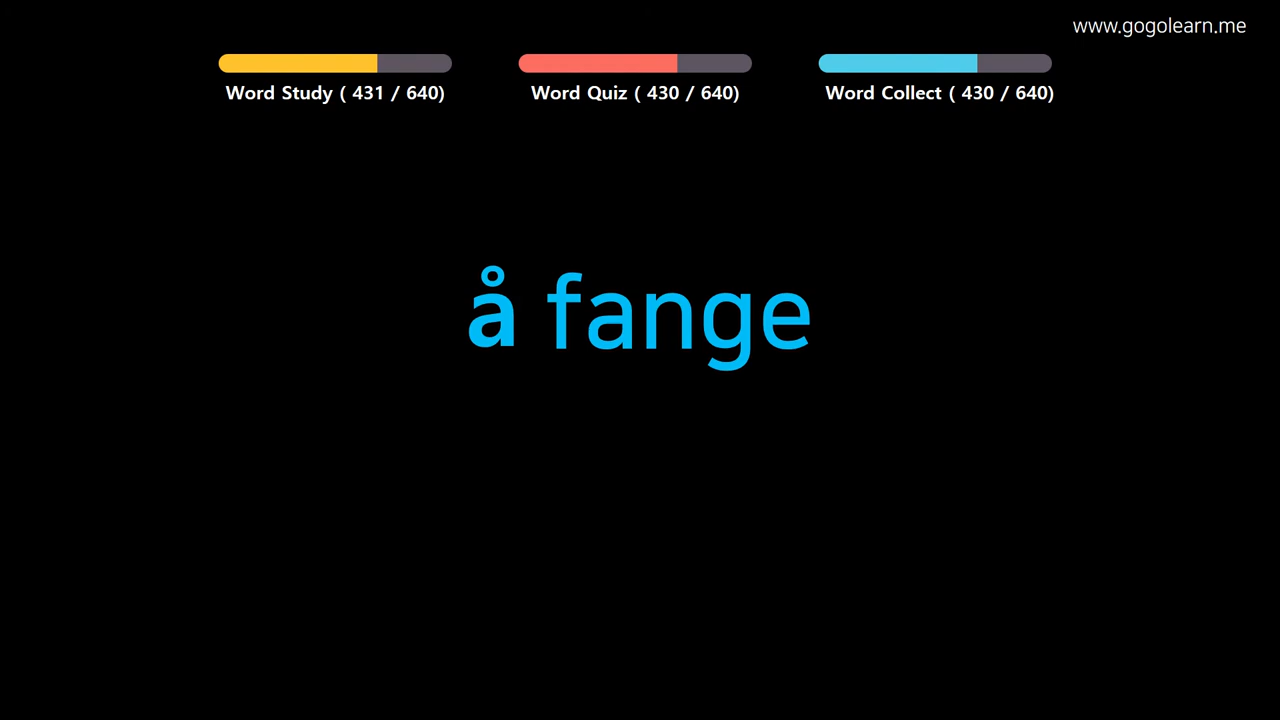 www.gogolearn.me
Word Study ( 431 / 640)
Word Quiz ( 430 / 640)
Word Collect ( 430 / 640)
å fange